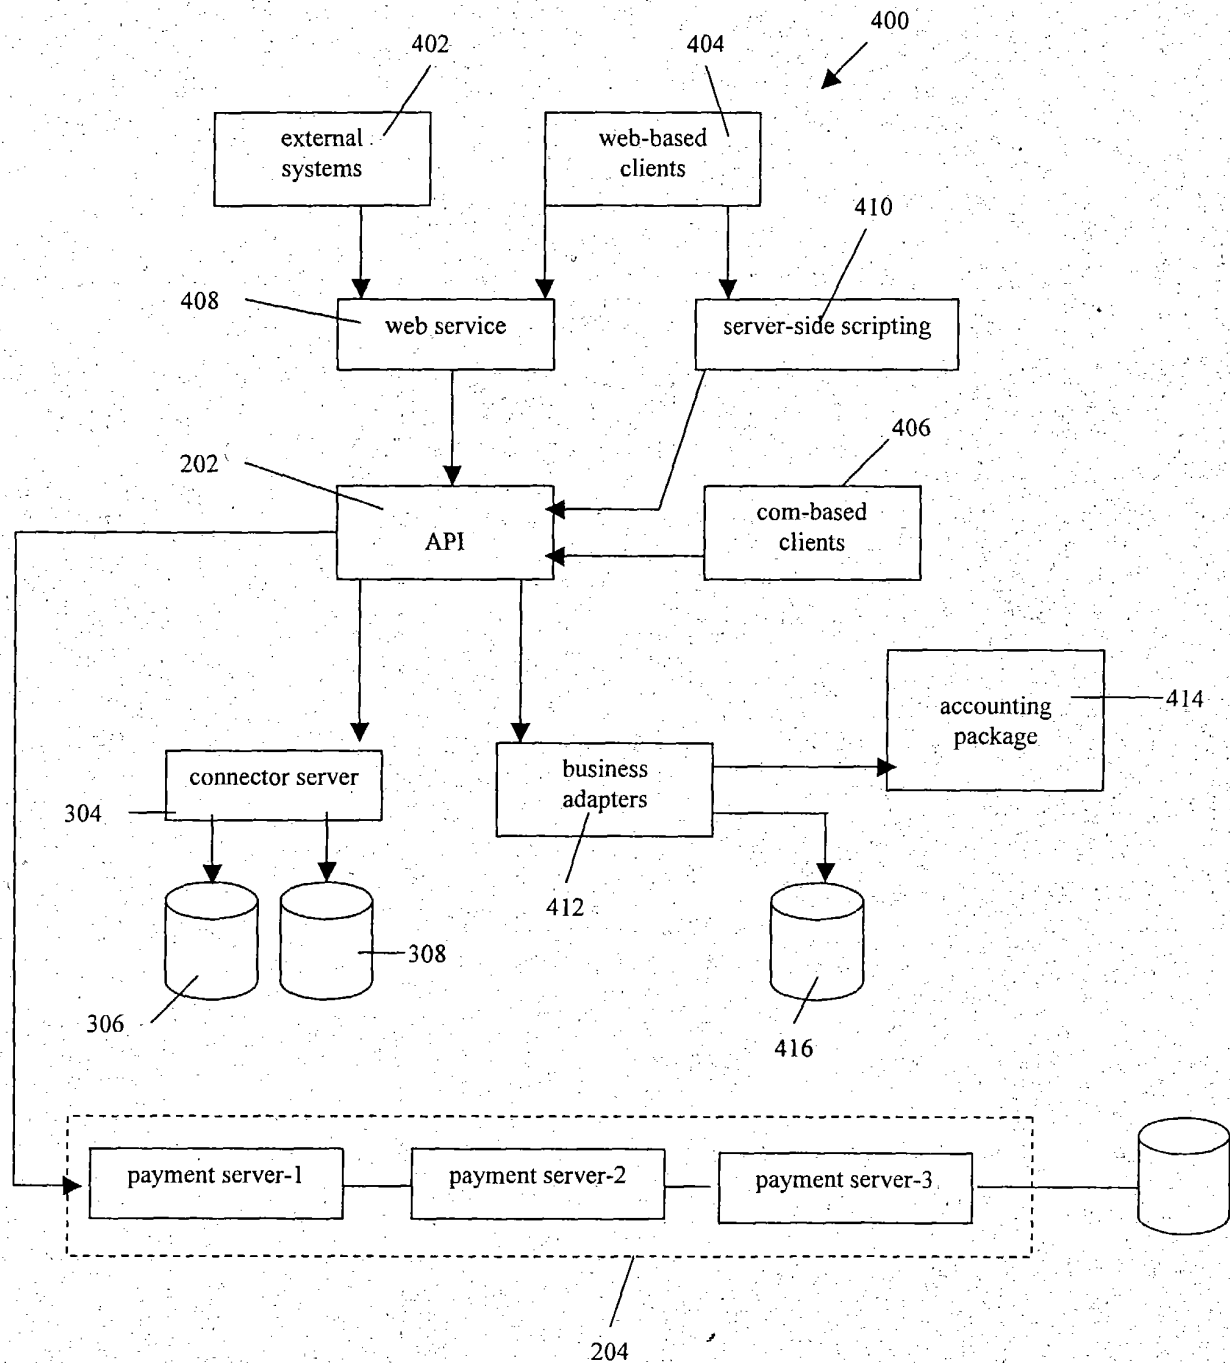 400
402
404
external
systems
web-based
clients
410
408
web service
server-side scripting
406
202
API
com-based
clients
accounting
package
414
connector server
business
adapters
304
412
308
306
416
payment server-1
payment server-2
payment server-3
204